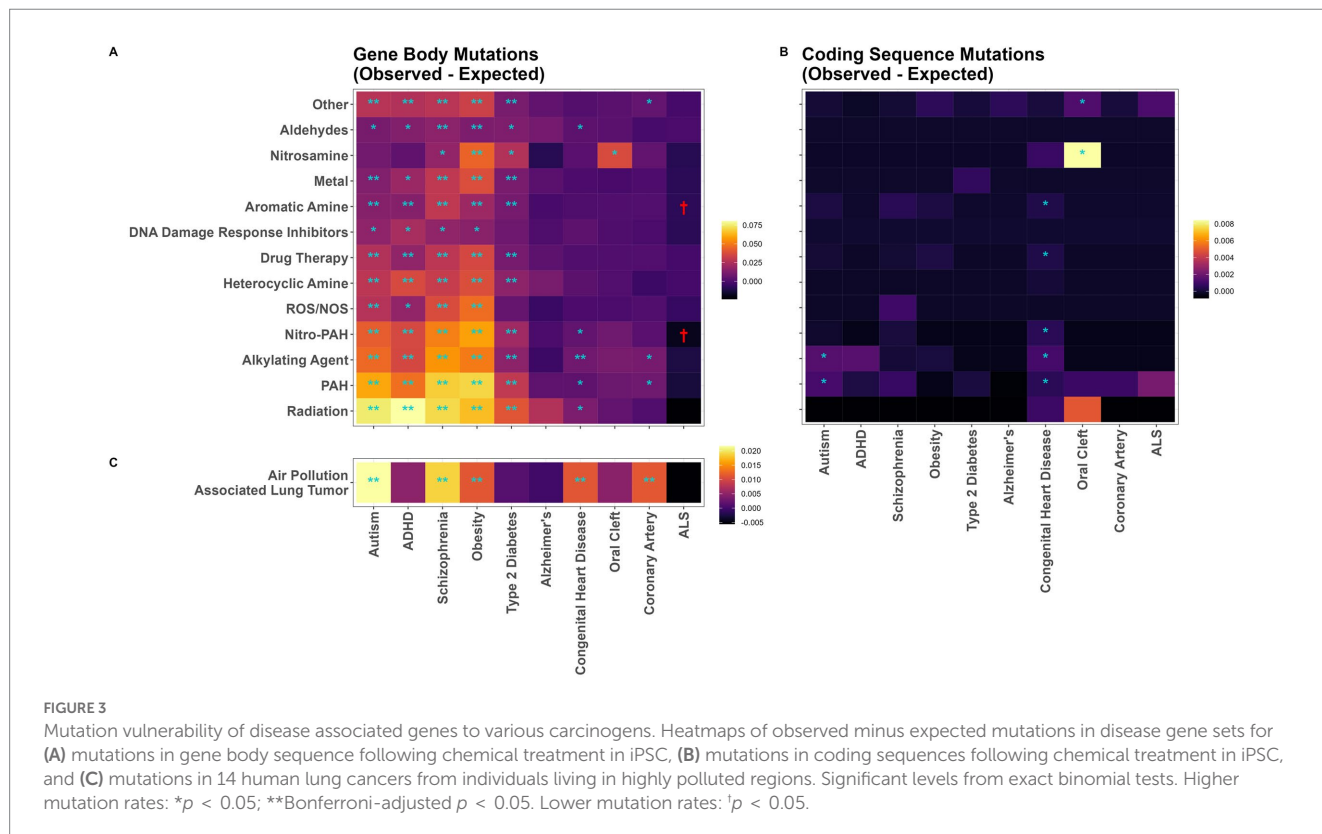 A
Gene Body Mutations
(Observed - Expected)
Other ** ** ** ** ** *
Aldehydes * * ** ** * *
Nitrosamine * ** * *
Metal ** * ** ** **
Aromatic Amine ** ** ** ** ** †
DNA Damage Response Inhibitors * * * *
Drug Therapy ** ** ** ** **
Heterocyclic Amine ** ** ** ** **
ROS/NOS ** * ** **
Nitro-PAH ** ** ** ** ** * †
Alkylating Agent ** ** ** ** ** ** *
PAH ** ** ** ** ** * *
Radiation ** ** ** ** ** *
0.075
0.050
0.025
0.000
B
Coding Sequence Mutations
(Observed - Expected)
*
*
*
*
*
* *
* *
0.008
0.006
0.004
0.002
0.000
Autism
ADHD
Schizophrenia
Obesity
Type 2 Diabetes
Alzheimer's
Congenital Heart Disease
Oral Cleft
Coronary Artery
ALS
C
Air Pollution
Associated Lung Tumor
** ** ** ** **
0.020
0.015
0.010
0.005
0.000
-0.005
Autism
ADHD
Schizophrenia
Obesity
Type 2 Diabetes
Alzheimer's
Congenital Heart Disease
Oral Cleft
Coronary Artery
ALS
FIGURE 3
Mutation vulnerability of disease associated genes to various carcinogens. Heatmaps of observed minus expected mutations in disease gene sets for
(A) mutations in gene body sequence following chemical treatment in iPSC, (B) mutations in coding sequences following chemical treatment in iPSC,
and (C) mutations in 14 human lung cancers from individuals living in highly polluted regions. Significant levels from exact binomial tests. Higher
mutation rates: *p < 0.05; **Bonferroni-adjusted p < 0.05. Lower mutation rates: †p < 0.05.